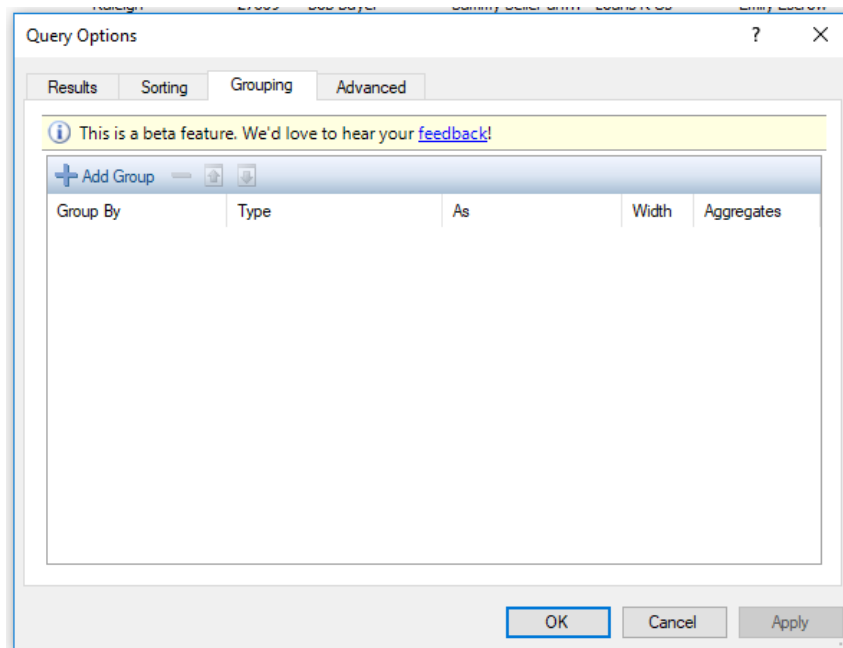 Query Options ?
Results Sorting Grouping Advanced
This is a beta feature. We'd love to hear your feedback!
Add Group
Group By Type As Width Aggregates
OK Cancel Apply